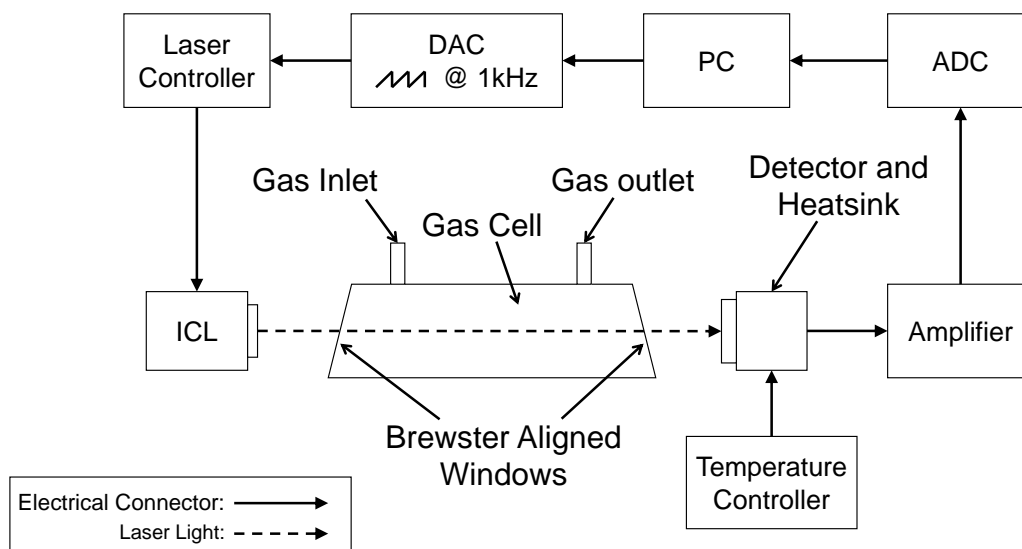 Laser
Controller
DAC
@ 1kHz
PC
ADC
Gas Inlet
Gas Cell
Gas outlet
Detector and
Heatsink
ICL
Amplifier
Brewster Aligned
Windows
Temperature
Controller
Electrical Connector:
Laser Light: